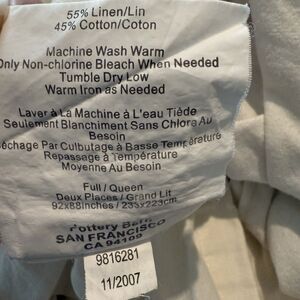 55% Linen/Lin
45% Cotton/Coton
Machine Wash Warm
Only Non-chlorine Bleach When Needed
Tumble Dry Low
Warm Iron as Needed
Laver à La Machine à L'eau Tiède
Seulement Blanchiment Sans Chlore Au
Besoin
Séchage Par Culbutage à Basse Température
Repassage à Température
Moyenne Au Besoin
Full / Queen
Deux Places / Grand Lit
92x88inches / 233x223cm
Pottery Barn
SAN FRANCISCO
CA 94109
9816281
11/2007